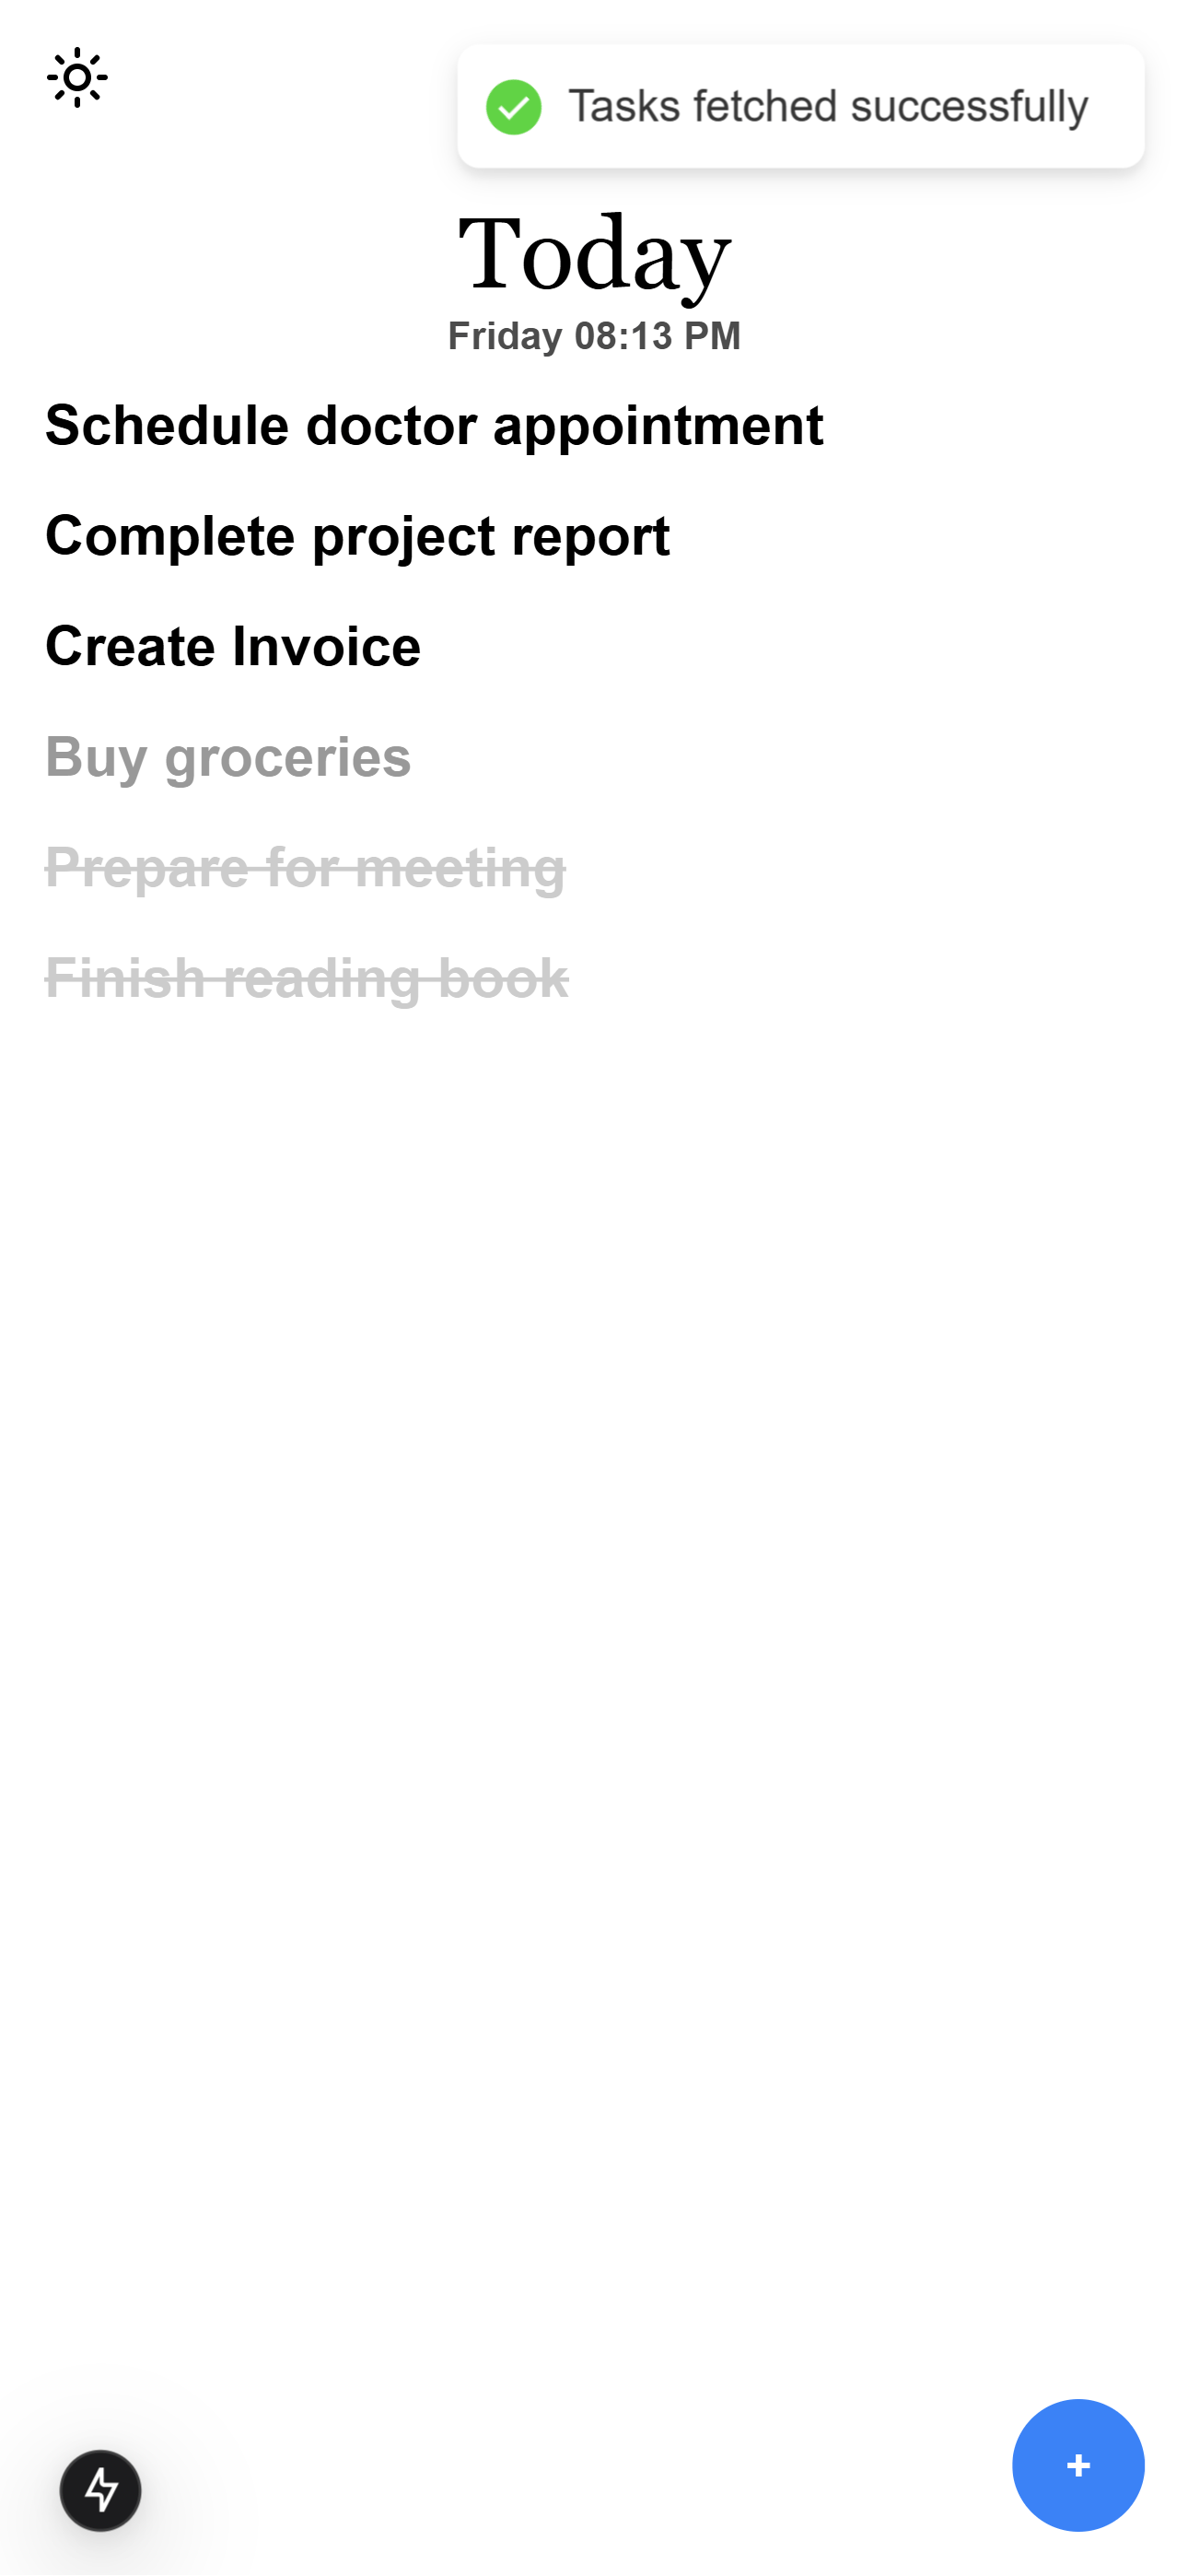 Tasks fetched successfully
Today
Friday 08:13 PM
Schedule doctor appointment
Complete project report
Create Invoice
Buy groceries
Prepare for meeting
Finish reading book
+